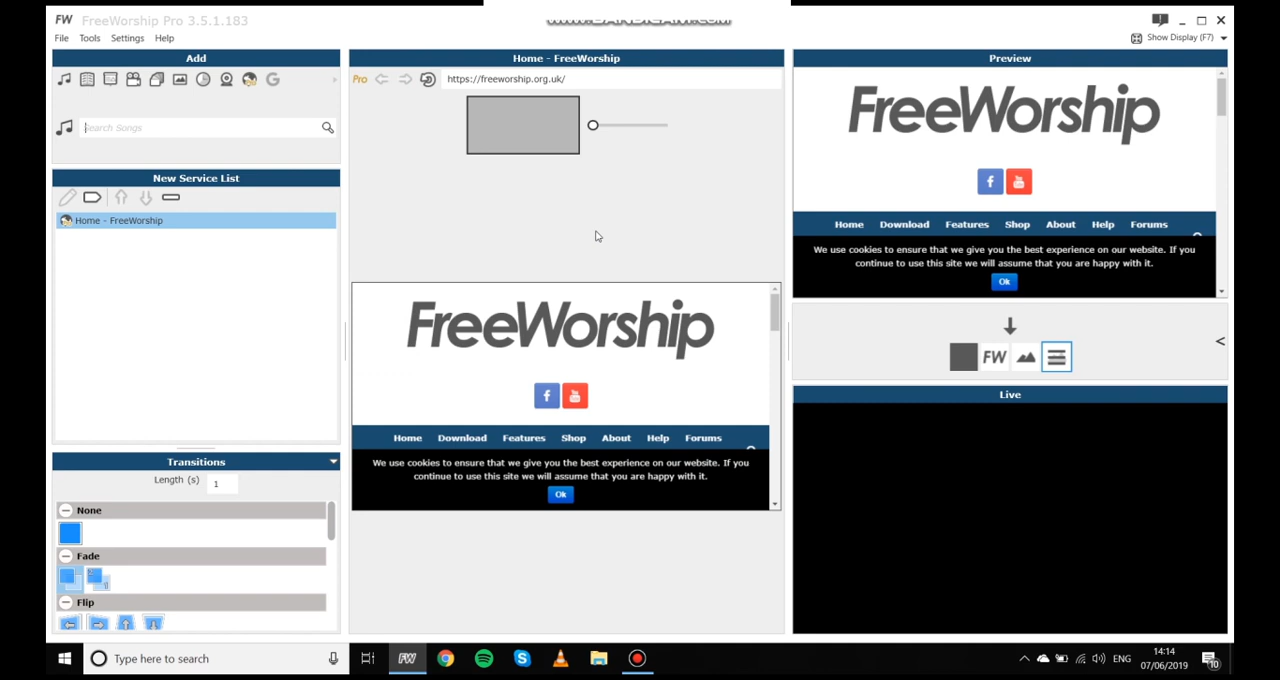 FW FreeWorship Pro 3.5.1.183
File Tools Settings Help
Show Display (F7)
Add
Search Songs
New Service List
Home - FreeWorship
Transitions
Length (s) 1
None
Fade
Flip
Home - FreeWorship
Pro https://freeworship.org.uk/
FreeWorship
Home Download Features Shop About Help Forums
We use cookies to ensure that we give you the best experience on our website. If you
continue to use this site we will assume that you are happy with it.
Ok
Preview
FreeWorship
Home Download Features Shop About Help Forums
We use cookies to ensure that we give you the best experience on our website. If you
continue to use this site we will assume that you are happy with it.
Ok
FW
Live
Type here to search
FW
ENG
14:14
07/06/2019
10